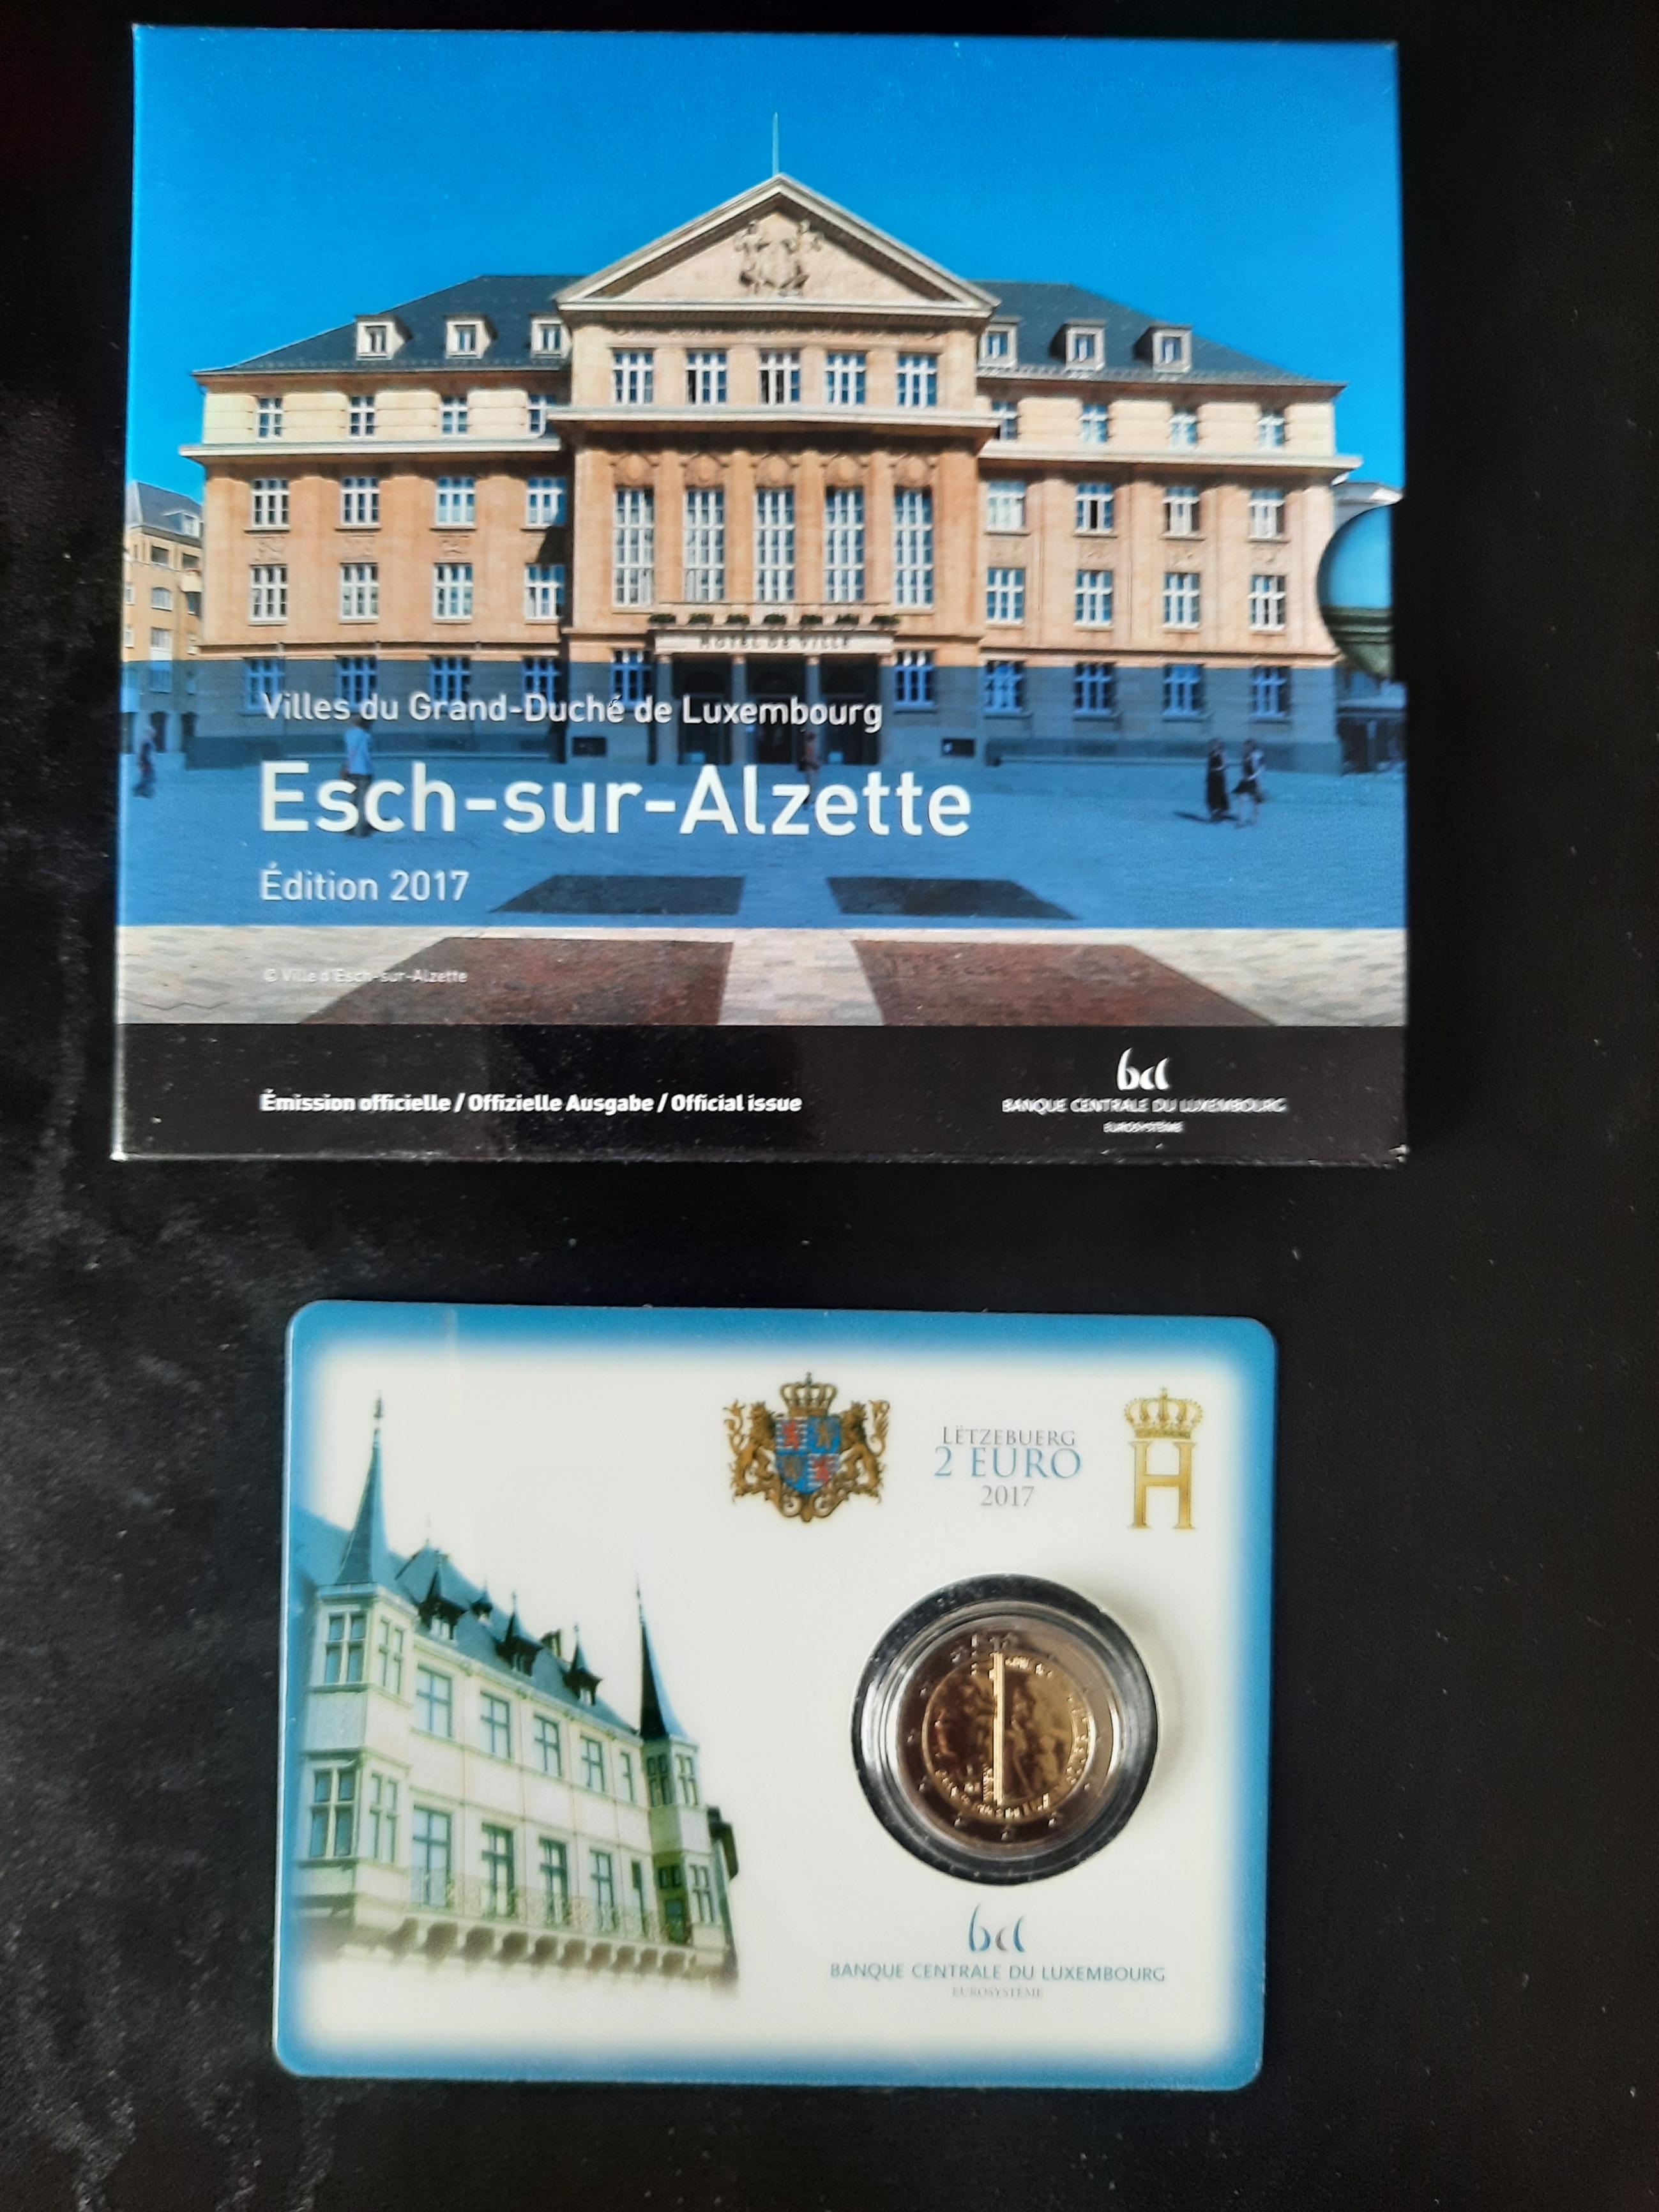 HÔTEL DE VILLE
Villes du Grand-Duché de Luxembourg
Esch-sur-Alzette
Édition 2017
© Ville d'Esch-sur-Alzette
bcl
Émission officielle / Offizielle Ausgabe / Official issue
BANQUE CENTRALE DU LUXEMBOURG
EUROSYSTÈME
LËTZEBUERG
2 EURO
2017
H
bcl
BANQUE CENTRALE DU LUXEMBOURG
EUROSYSTÈME